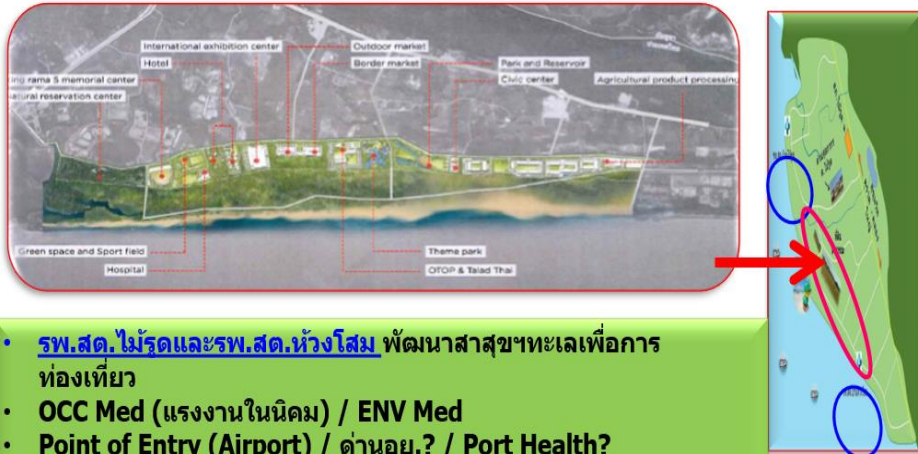 International exhibition center
Outdoor market
Hotel
Border market
Park and Reservoir
rama 5 memorial center
Civic center
Agricultural product processing
reservation center
Green space and Sport field
Theme park
Hospital
OTOP & Talad Thai
• รพ.สต.ไม้รูดและรพ.สต.ห้วงโสม พัฒนาสาสุขฯทะเลเพื่อการ
ท่องเที่ยว
• OCC Med (แรงงานในนิคม) / ENV Med
• Point of Entry (Airport) / ด่านอย.? / Port Health?